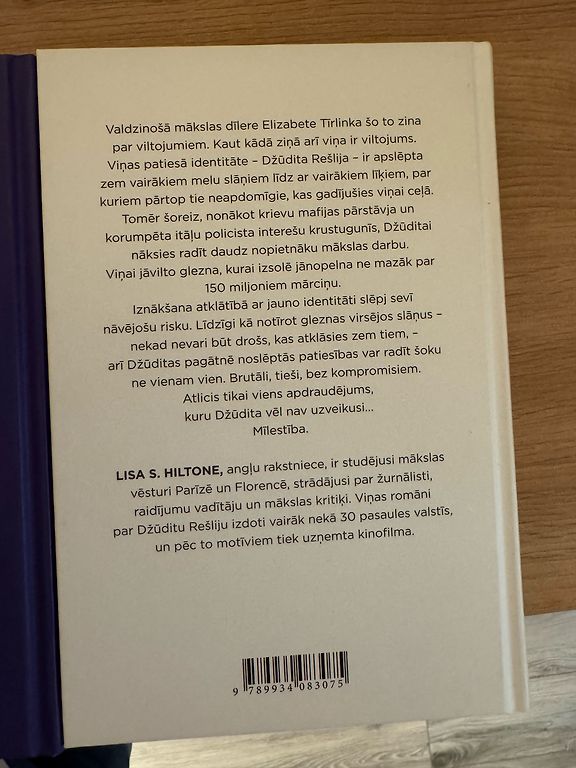 Valdzinošā mākslas dīlere Elizabete Tīrlinka šo to zina
par viltojumiem. Kaut kādā ziņā arī viņa ir viltojums.
Viņas patiesā identitāte – Džūdita Rešlija – ir apslēpta
zem vairākiem melu slāņiem līdz ar vairākiem līķiem, par
kuriem pārtop tie neapdomīgie, kas gadījušies viņai ceļā.
Tomēr šoreiz, nonākot krievu mafijas pārstāvja un
korumpēta itāļu policista interešu krustugunīs, Džūditai
nāksies radīt daudz nopietnāku mākslas darbu.
Viņai jāvilto glezna, kurai izsolē jānopelna ne mazāk par
150 miljoniem mārciņu.
Iznākšana atklātībā ar jauno identitāti slēpj sevī
nāvējošu risku. Līdzīgi kā notīrot gleznas virsējos slāņus –
nekad nevari būt drošs, kas atklāsies zem tiem, –
arī Džūditas pagātnē noslēptās patiesības var radīt šoku
ne vienam vien. Brutāli, tieši, bez kompromisiem.
Atlicis tikai viens apdraudējums,
kuru Džūdita vēl nav uzveikusi...
Mīlestība.
LISA S. HILTONE, angļu rakstniece, ir studējusi mākslas
vēsturi Parīzē un Florencē, strādājusi par žurnālisti,
raidījumu vadītāju un mākslas kritiķi. Viņas romāni
par Džūditu Rešliju izdoti vairāk nekā 30 pasaules valstīs,
un pēc to motīviem tiek uzņemta kinofilma.
9 789934 083075